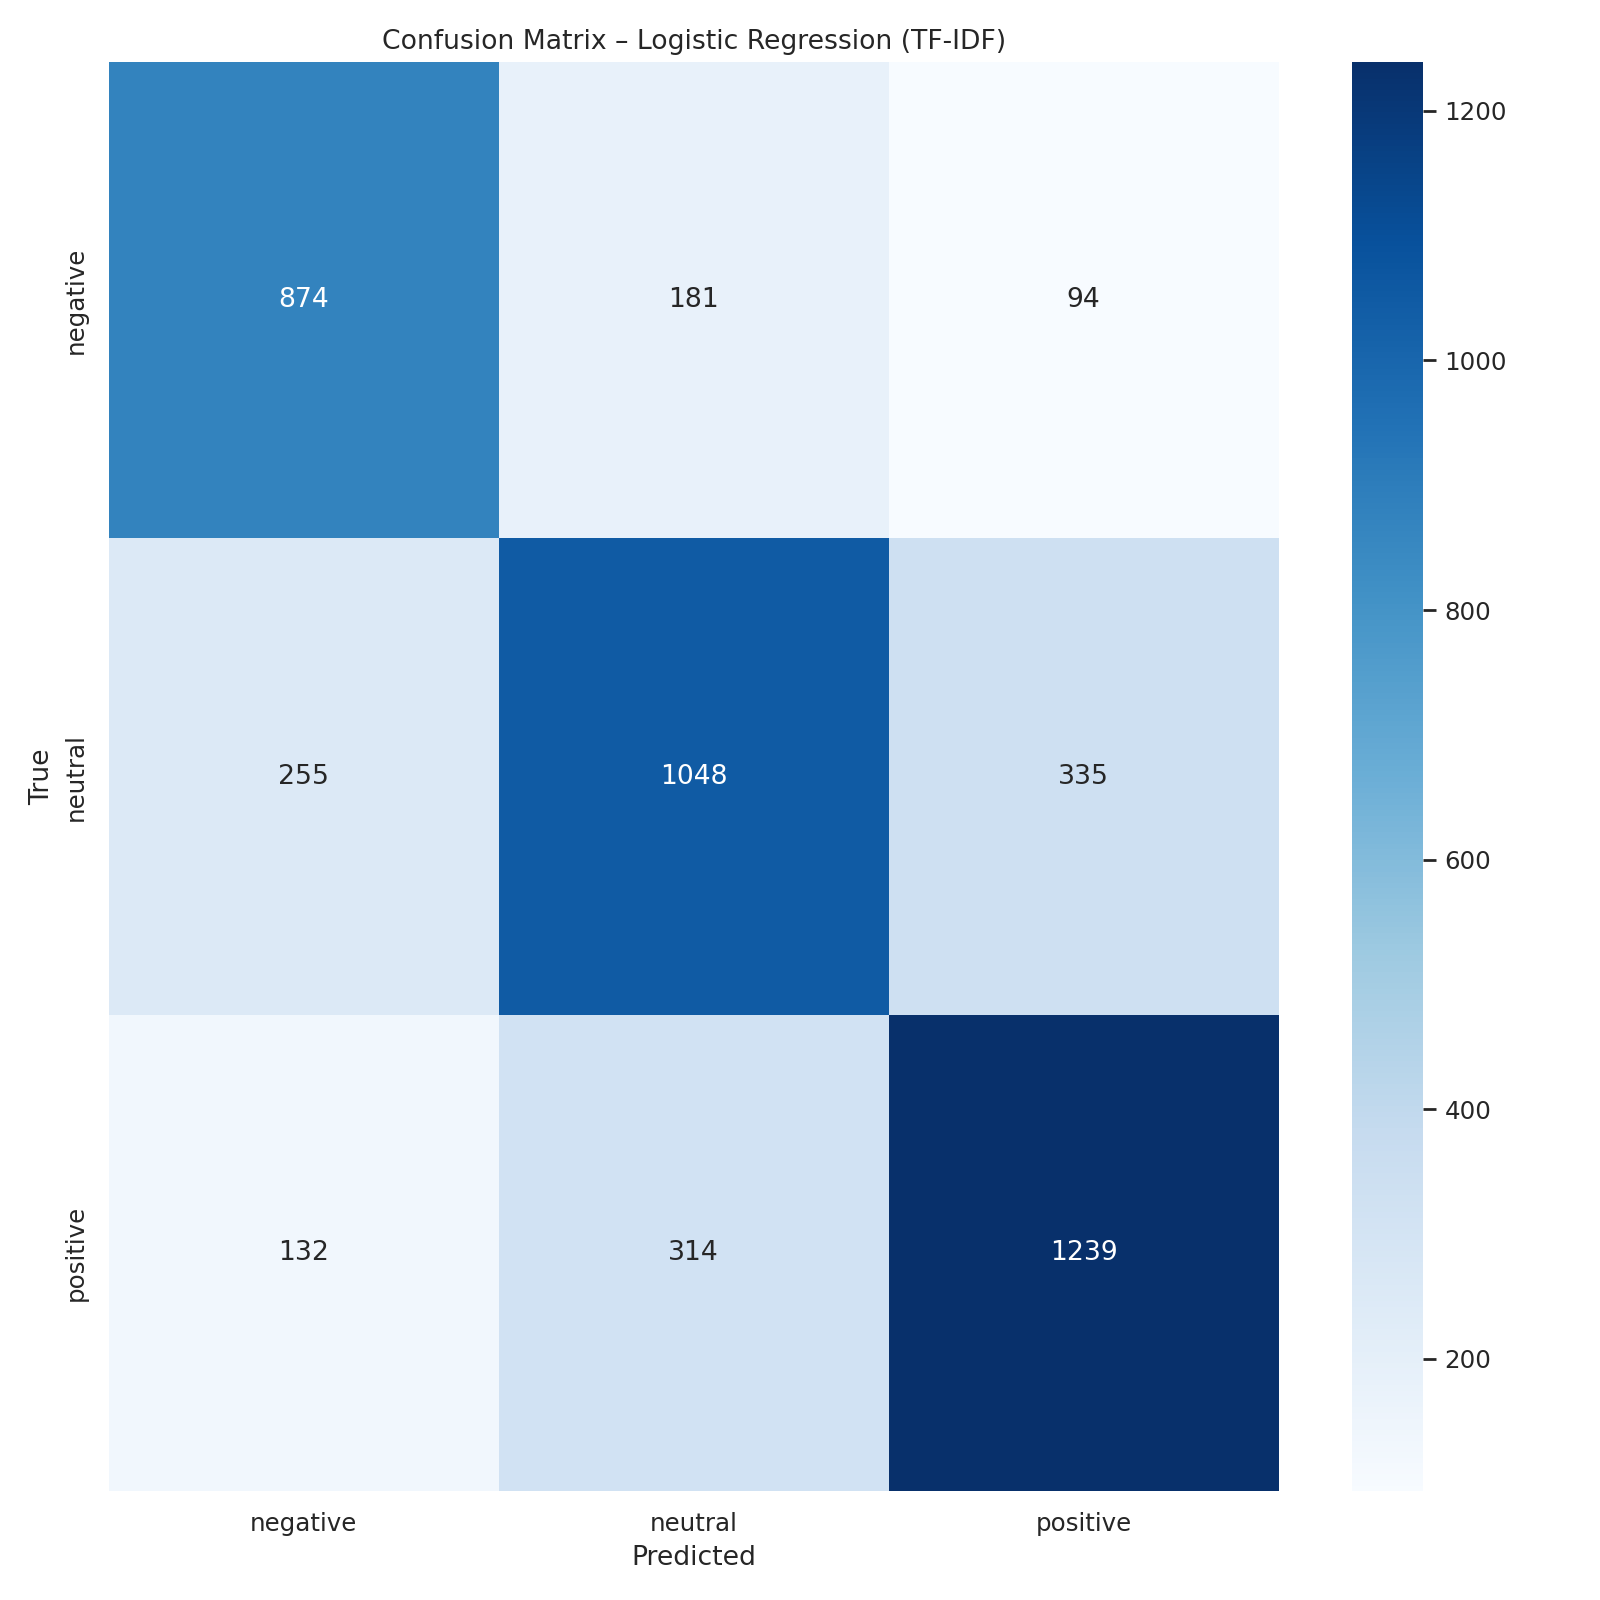 Confusion Matrix – Logistic Regression (TF-IDF)
negative
874
181
94
True
neutral
255
1048
335
positive
132
314
1239
negative
neutral
positive
Predicted
1200
1000
800
600
400
200